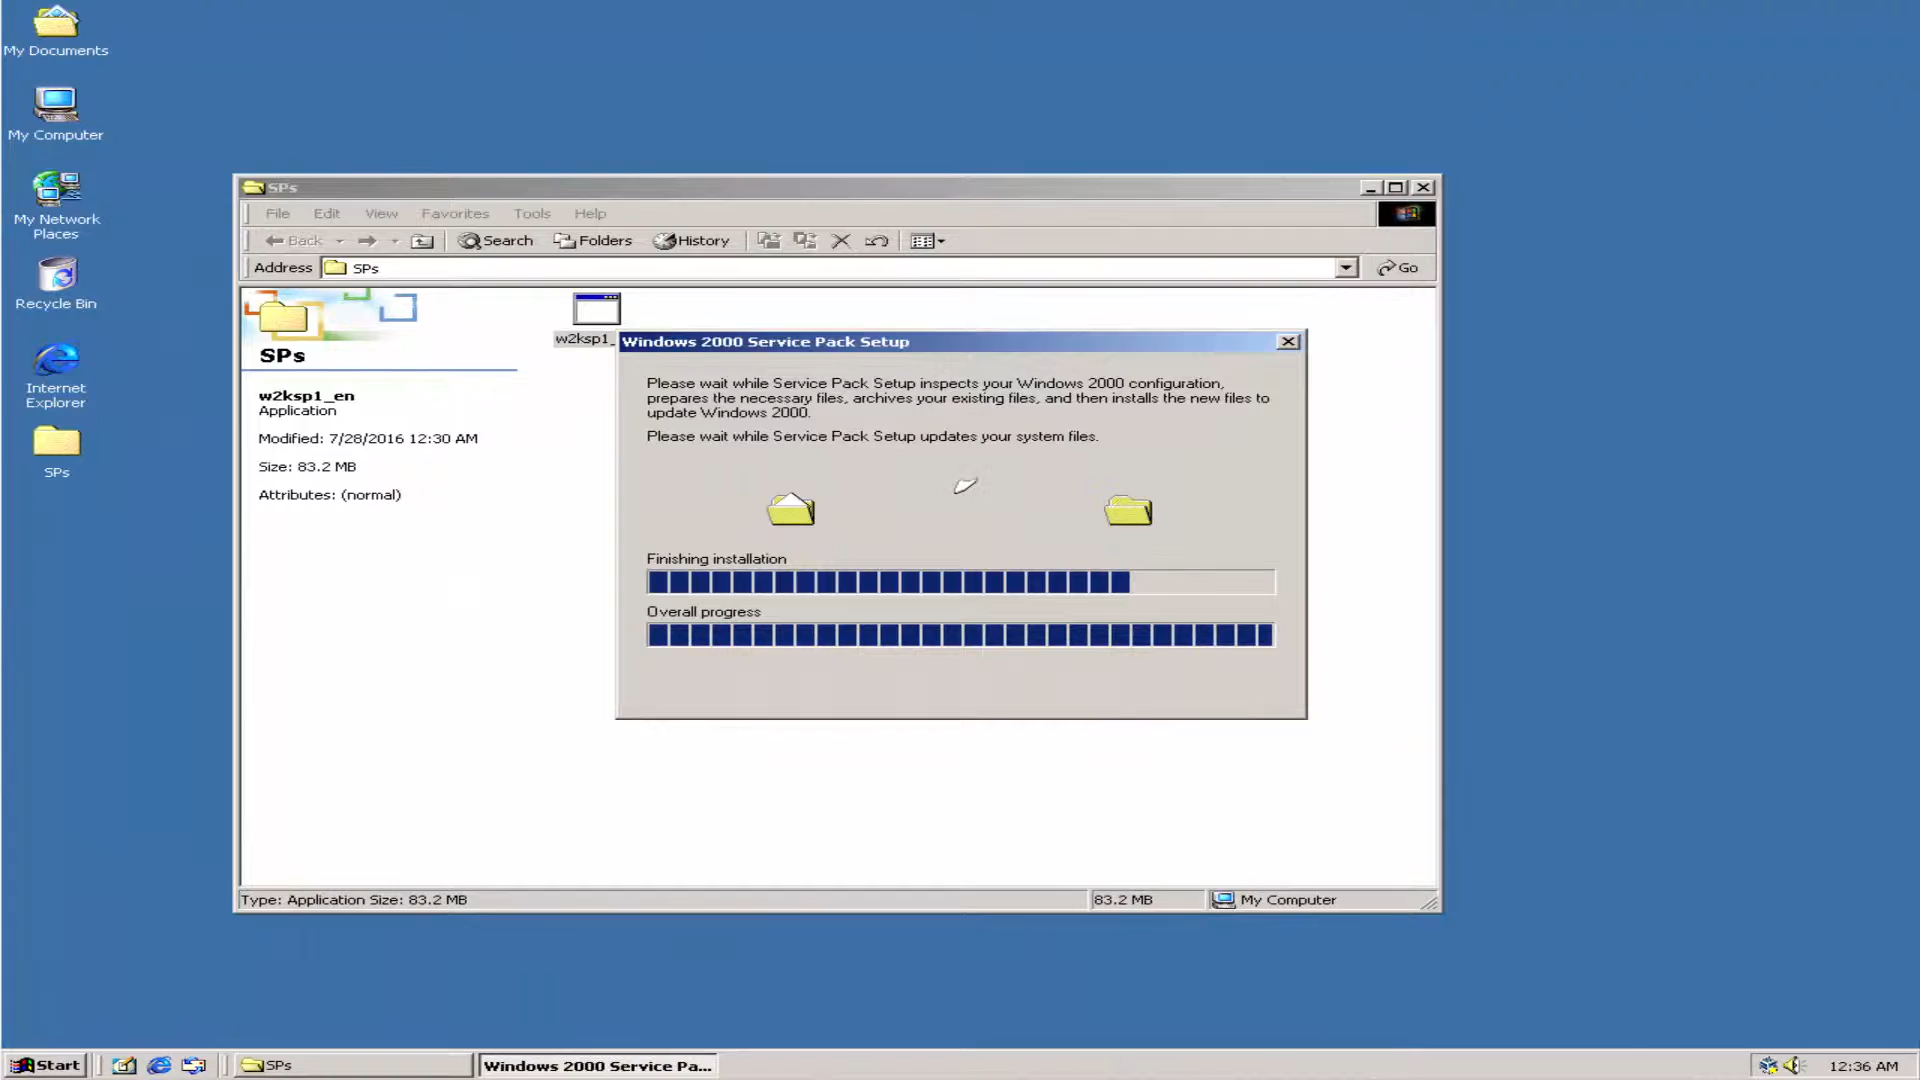 My Documents
My Computer
My Network
Places
Recycle Bin
Internet
Explorer
SPs
SPs
File Edit View Favorites Tools Help
Back Search Folders History
Address SPs Go
SPs
w2ksp1_en
Application
Modified: 7/28/2016 12:30 AM
Size: 83.2 MB
Attributes: (normal)
w2ksp1_
Windows 2000 Service Pack Setup
Please wait while Service Pack Setup inspects your Windows 2000 configuration,
prepares the necessary files, archives your existing files, and then installs the new files to
update Windows 2000.
Please wait while Service Pack Setup updates your system files.
Finishing installation
Overall progress
Type: Application Size: 83.2 MB 83.2 MB My Computer
Start SPs Windows 2000 Service Pa... 12:36 AM